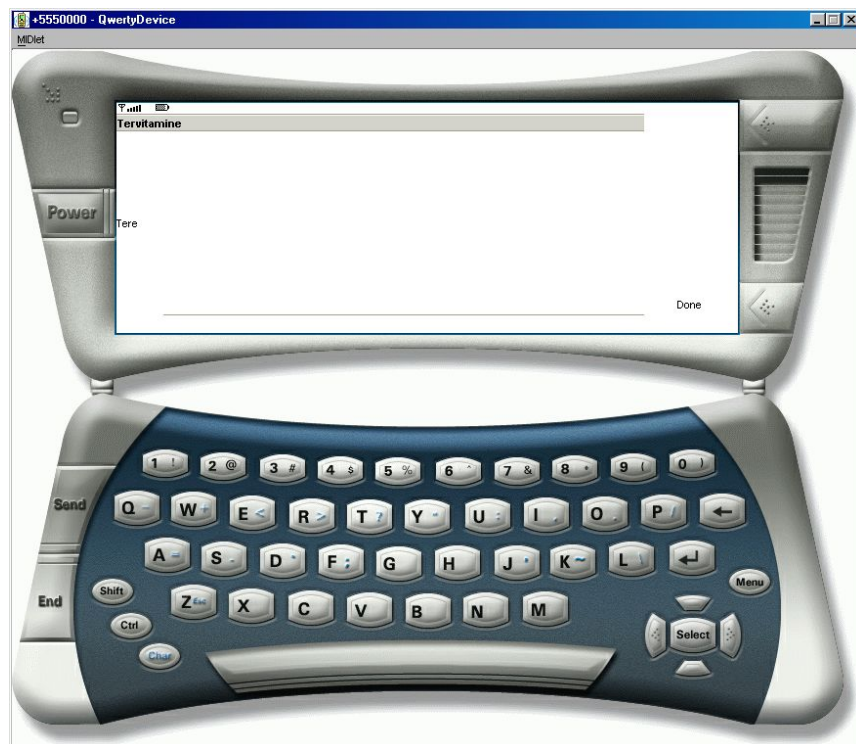 +5550000 - QwertyDevice
MIDlet
Tervitamine
Power
Tere
Done
1 ! 2 @ 3 # 4 $ 5 % 6 ^ 7 & 8 * 9 ( 0 )
Send
Q - W + E < R > T ? Y " U : I , O . P /
A = S - D * F ; G H J ' K ~ L \
Menu
End
Shift
Z Esc X C V B N M
Ctrl
Select
Char